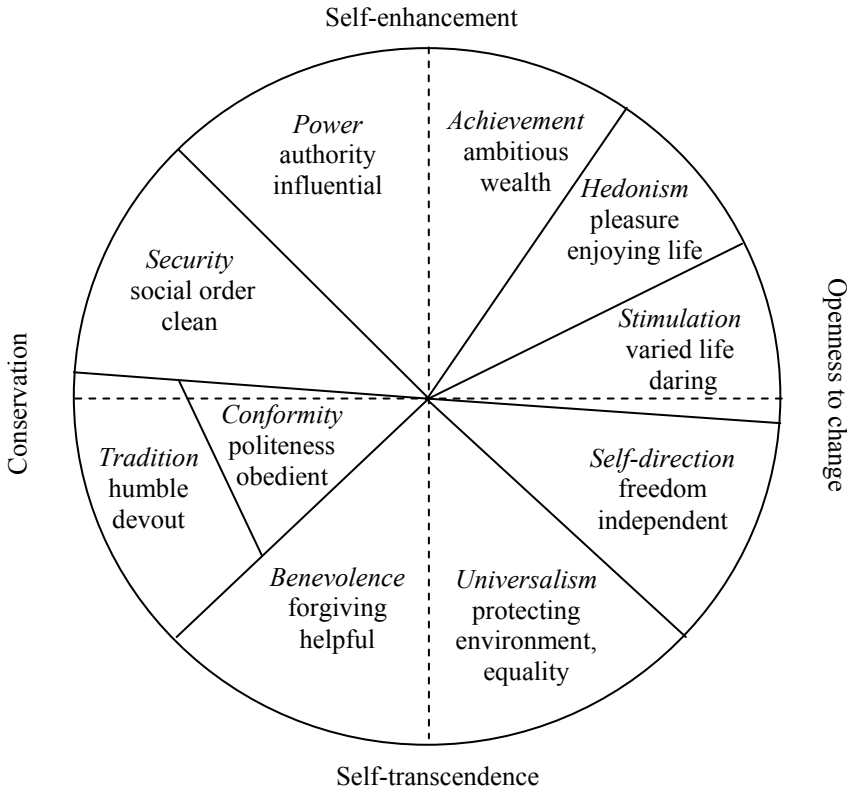 Self-enhancement
Power
authority
influential
Achievement
ambitious
wealth
Hedonism
pleasure
enjoying life
Security
social order
clean
Stimulation
varied life
daring
Conservation
Openness to change
Conformity
politeness
obedient
Tradition
humble
devout
Self-direction
freedom
independent
Benevolence
forgiving
helpful
Universalism
protecting
environment,
equality
Self-transcendence